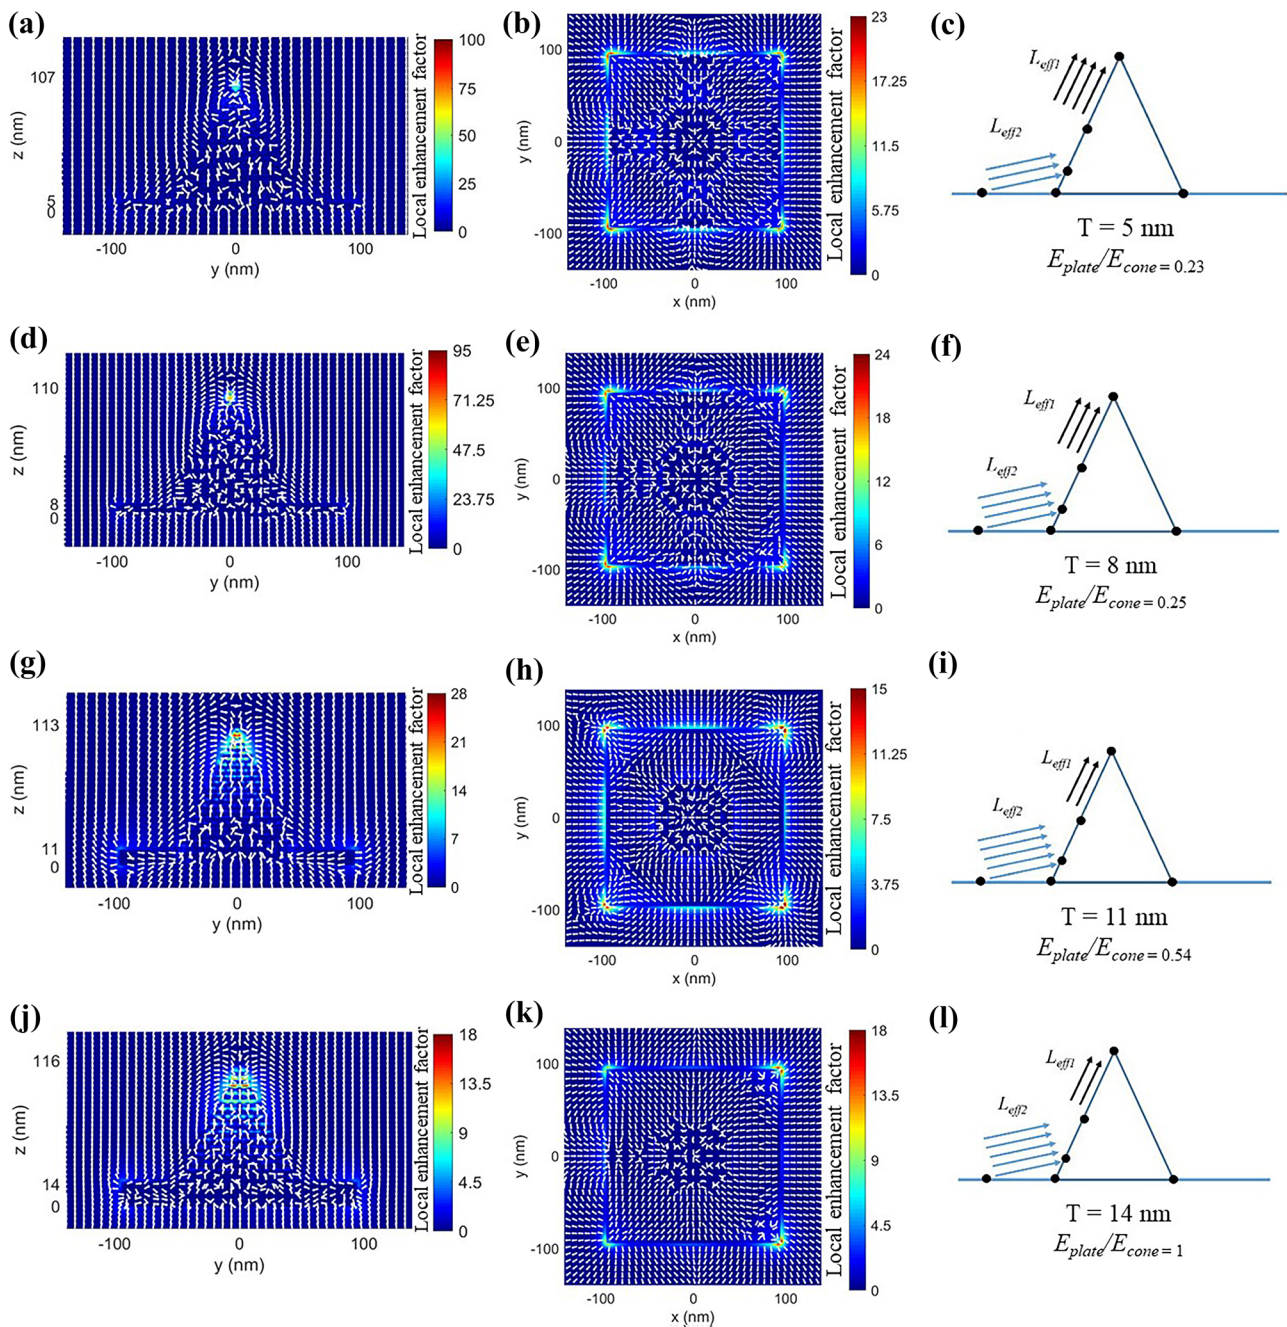 (a)
107
5
0
z (nm)
-100 0 100
y (nm)
100
75
50
25
0
Local enhancement factor
(b)
100
0
-100
y (nm)
-100 0 100
x (nm)
23
17.25
11.5
5.75
0
Local enhancement factor
(c)
Leff1
Leff2
T = 5 nm
Eplate/Econe = 0.23
(d)
110
8
0
z (nm)
-100 0 100
y (nm)
95
71.25
47.5
23.75
0
Local enhancement factor
(e)
100
0
-100
y (nm)
-100 0 100
x (nm)
24
18
12
6
0
Local enhancement factor
(f)
Leff1
Leff2
T = 8 nm
Eplate/Econe = 0.25
(g)
113
11
0
z (nm)
-100 0 100
y (nm)
28
21
14
7
0
Local enhancement factor
(h)
100
0
-100
y (nm)
-100 0 100
x (nm)
15
11.25
7.5
3.75
0
Local enhancement factor
(i)
Leff1
Leff2
T = 11 nm
Eplate/Econe = 0.54
(j)
116
14
0
z (nm)
-100 0 100
y (nm)
18
13.5
9
4.5
0
Local enhancement factor
(k)
100
0
-100
y (nm)
-100 0 100
x (nm)
18
13.5
9
4.5
0
Local enhancement factor
(l)
Leff1
Leff2
T = 14 nm
Eplate/Econe = 1